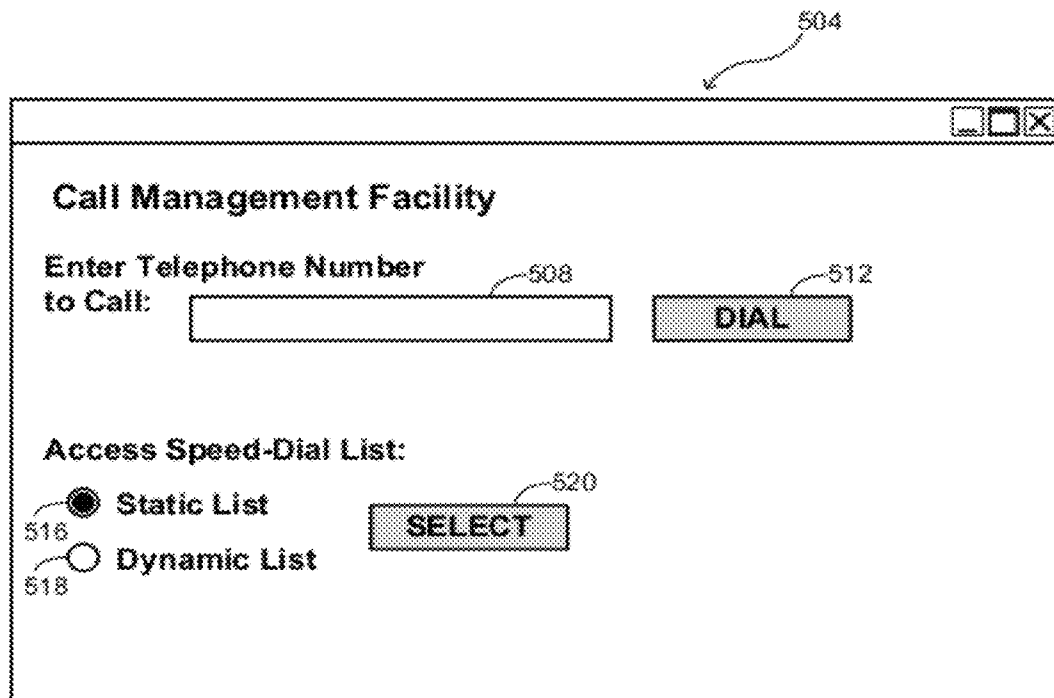 504
Call Management Facility
Enter Telephone Number
to Call:
508
512
DIAL
Access Speed-Dial List:
516
Static List
520
SELECT
518
Dynamic List